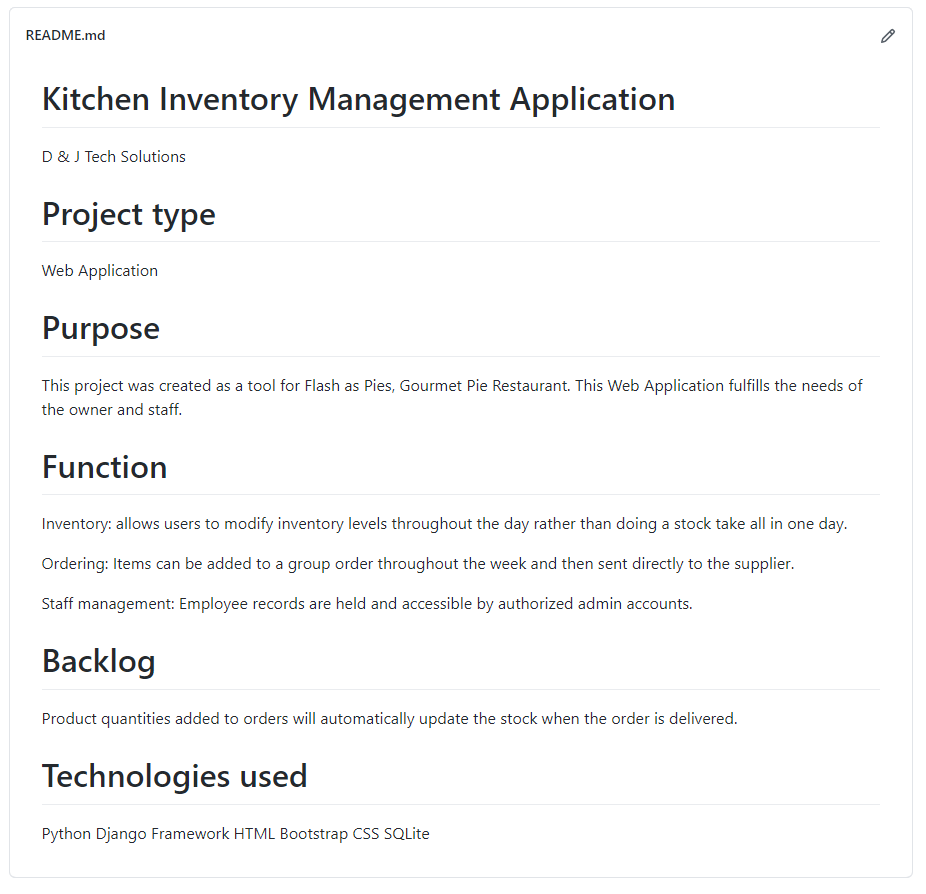 README.md
Kitchen Inventory Management Application
D & J Tech Solutions
Project type
Web Application
Purpose
This project was created as a tool for Flash as Pies, Gourmet Pie Restaurant. This Web Application fulfills the needs of
the owner and staff.
Function
Inventory: allows users to modify inventory levels throughout the day rather than doing a stock take all in one day.
Ordering: Items can be added to a group order throughout the week and then sent directly to the supplier.
Staff management: Employee records are held and accessible by authorized admin accounts.
Backlog
Product quantities added to orders will automatically update the stock when the order is delivered.
Technologies used
Python Django Framework HTML Bootstrap CSS SQLite